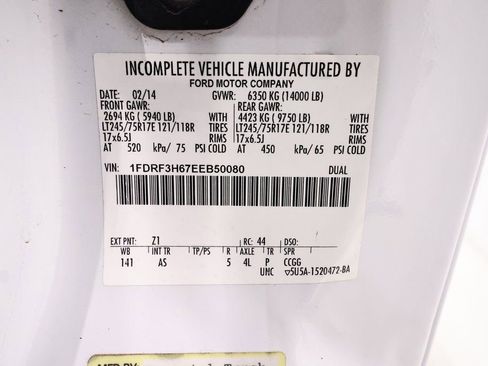 INCOMPLETE VEHICLE MANUFACTURED BY
FORD MOTOR COMPANY
DATE: 02/14 GVWR: 6350 KG (14000 LB)
FRONT GAWR: REAR GAWR:
2694 KG ( 5940 LB) WITH 4423 KG ( 9750 LB) WITH
LT245/75R17E 121/118R TIRES LT245/75R17E 121/118R TIRES
17x6.5J RIMS 17x6.5J RIMS
AT 520 kPa/ 75 PSI COLD AT 450 kPa/ 65 PSI COLD
VIN: 1FDRF3H67EEB50080 DUAL
EXT PNT: Z1 RC: 44 DSO:
WB INT TR TP/PS R AXLE TR SPR
141 AS 5 4L P CCGG
UHC ▽5U5A-1520472-BA
MFD BY